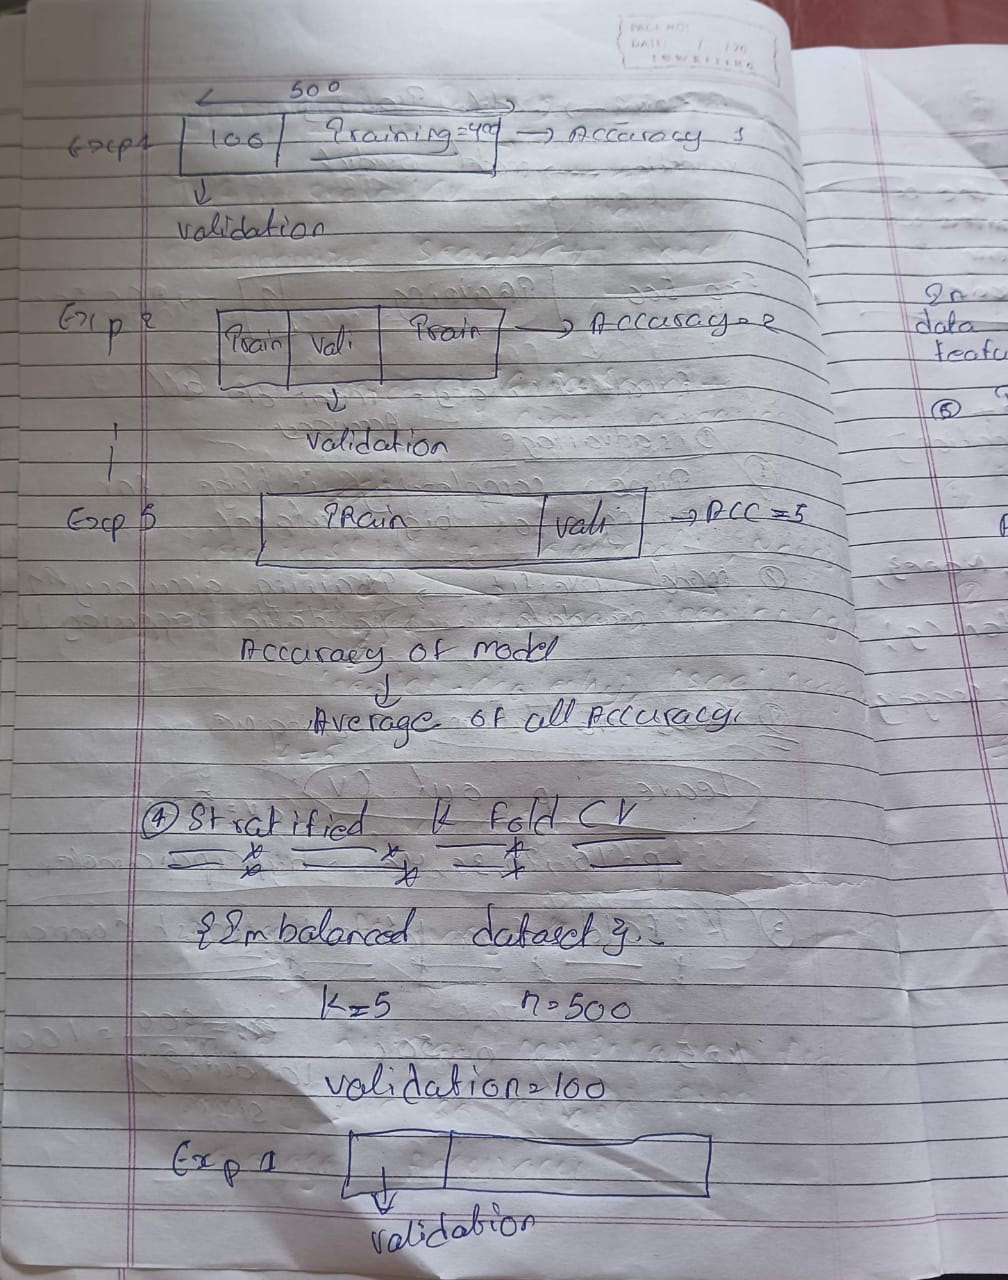 PAGE NO:
DATE: / /20
500
Exp 1 100 Training=400 → Accuracy 1
validation
Exp 2 Train vali Train → Accuracy = 2
validation
Exp 5 Train vali → Acc = 5
Accuracy of model
Average of all Accuracy.
④ Stratified K Fold CV
{Imbalanced dataset}
K=5 n=500
validation=100
Exp 1
validation
In
data
featu
⑤